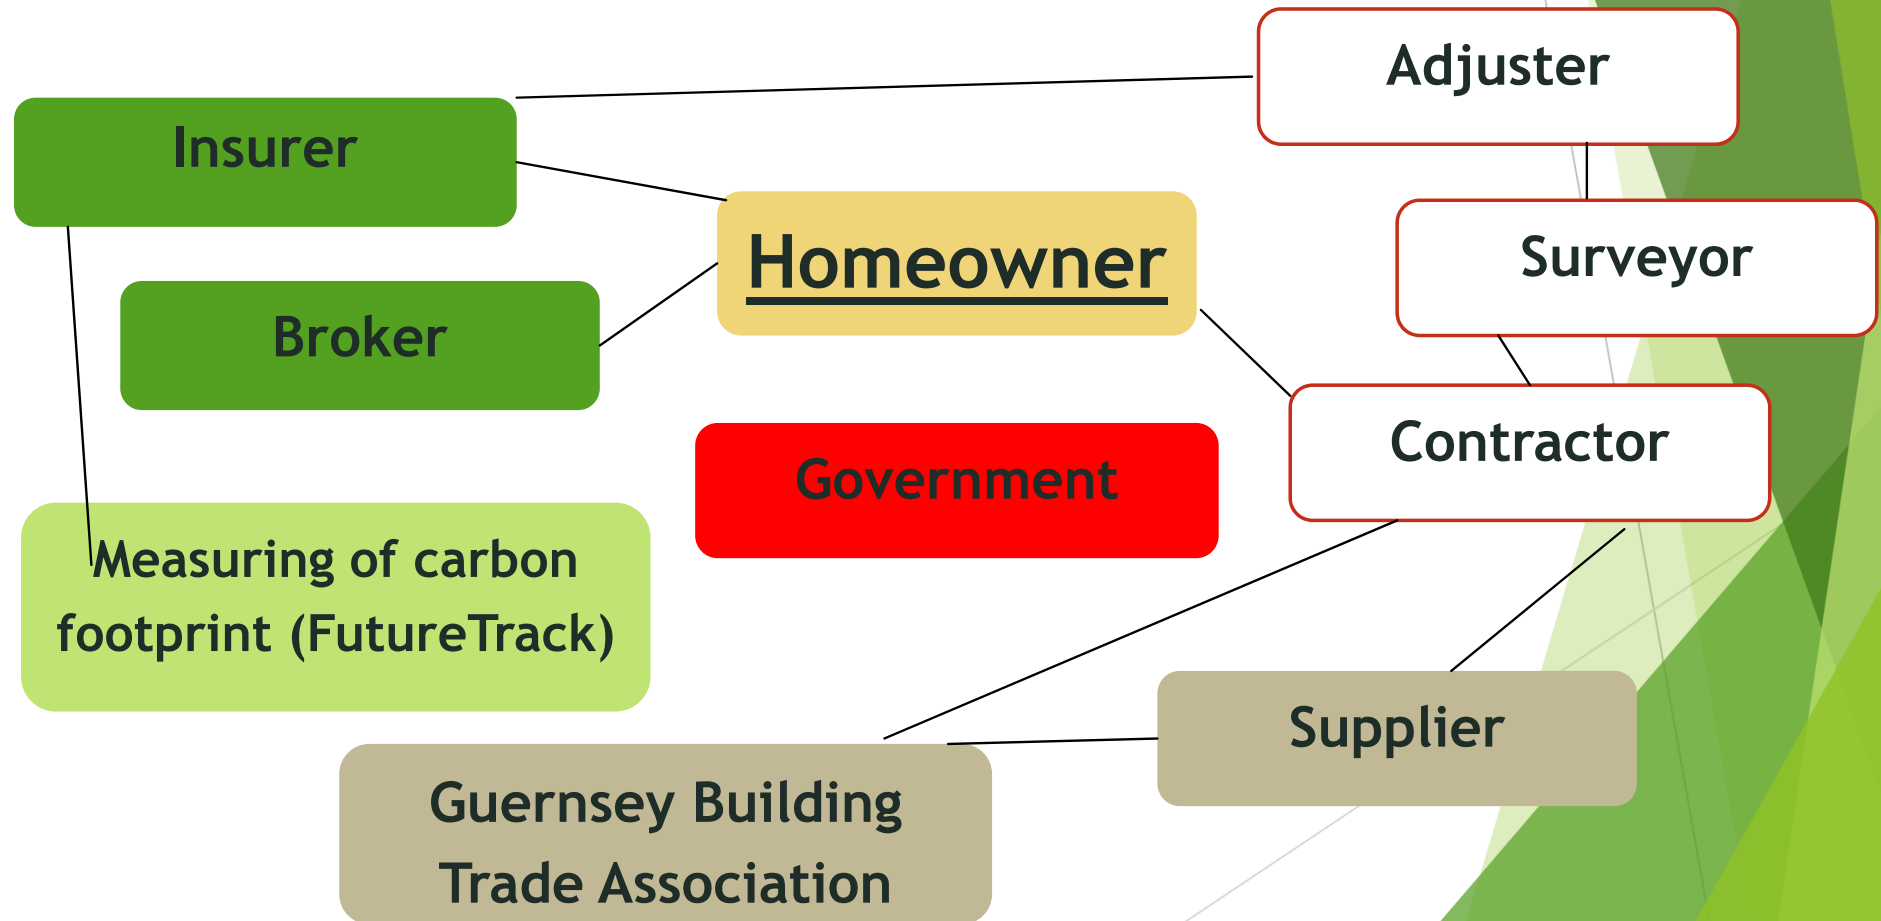 Adjuster
Insurer
Surveyor
Homeowner
Broker
Contractor
Government
Measuring of carbon
footprint (FutureTrack)
Supplier
Guernsey Building
Trade Association